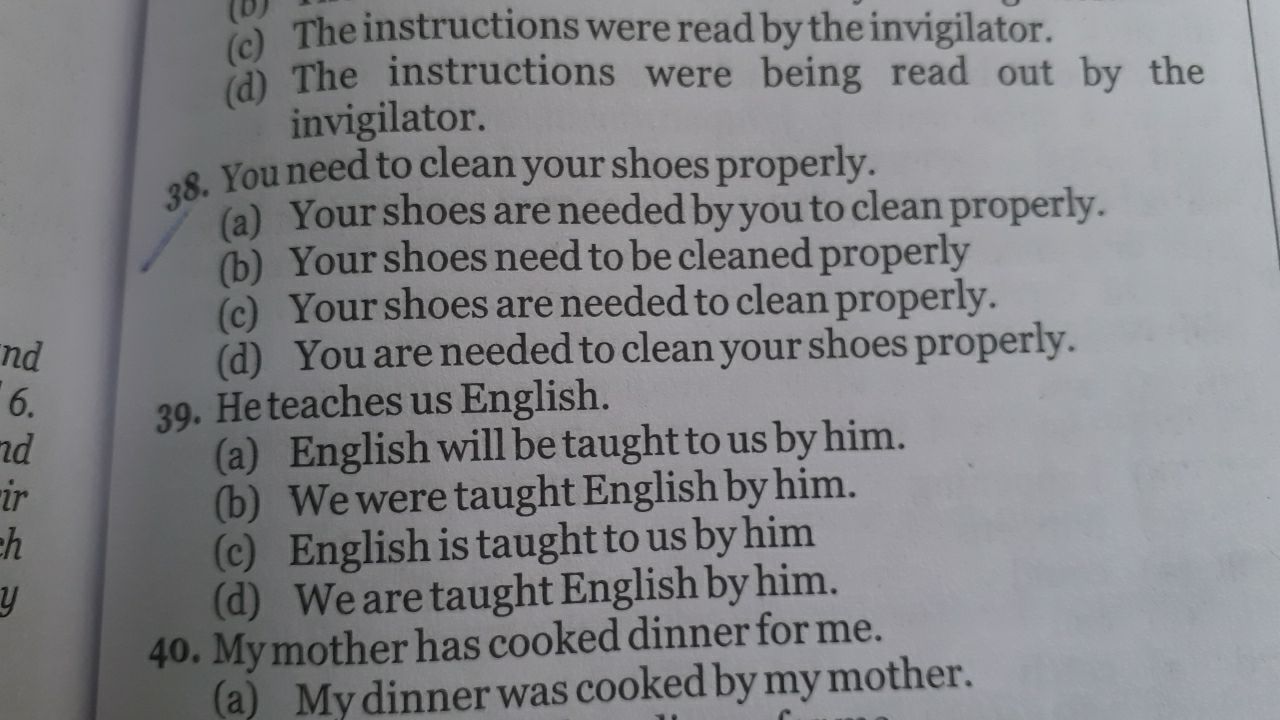 (b)
(c) The instructions were read by the invigilator.
(d) The instructions were being read out by the
invigilator.
38. You need to clean your shoes properly.
(a) Your shoes are needed by you to clean properly.
(b) Your shoes need to be cleaned properly
(c) Your shoes are needed to clean properly.
(d) You are needed to clean your shoes properly.
39. He teaches us English.
(a) English will be taught to us by him.
(b) We were taught English by him.
(c) English is taught to us by him
(d) We are taught English by him.
40. My mother has cooked dinner for me.
(a) My dinner was cooked by my mother.
nd
6.
nd
ir
ch
y